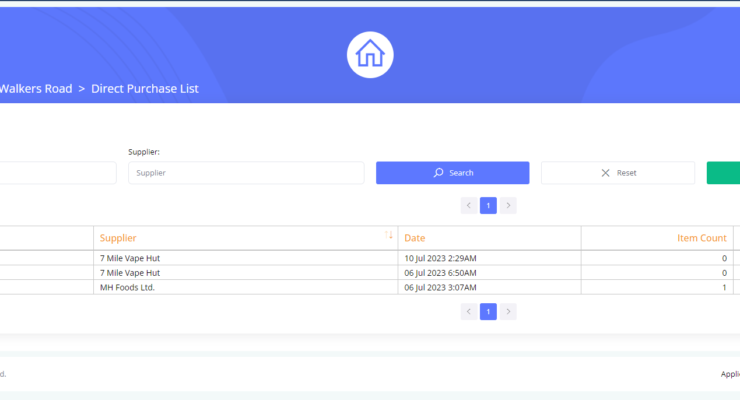 Walkers Road > Direct Purchase List
Supplier:
Supplier
Search
Reset
1
Supplier Date Item Count
7 Mile Vape Hut 10 Jul 2023 2:29AM 0
7 Mile Vape Hut 06 Jul 2023 6:50AM 0
MH Foods Ltd. 06 Jul 2023 3:07AM 1
1
d.
Appli